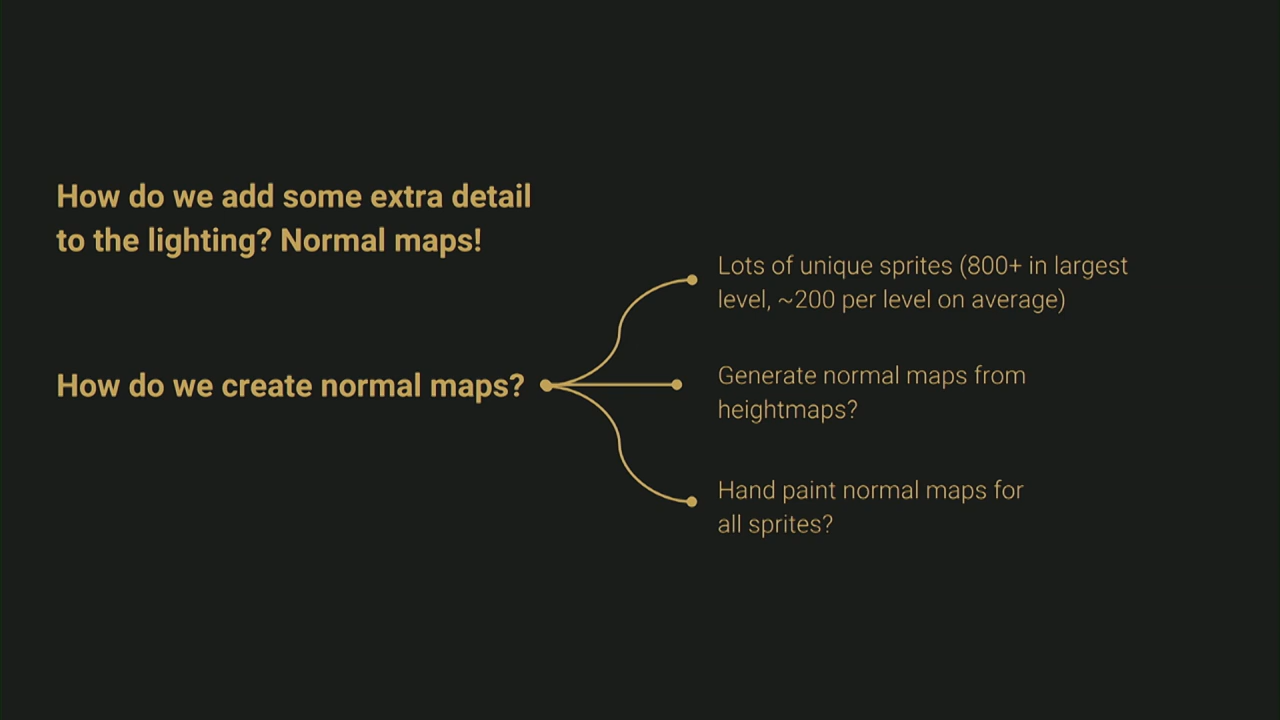 How do we add some extra detail
to the lighting? Normal maps!
How do we create normal maps?
Lots of unique sprites (800+ in largest
level, ~200 per level on average)
Generate normal maps from
heightmaps?
Hand paint normal maps for
all sprites?